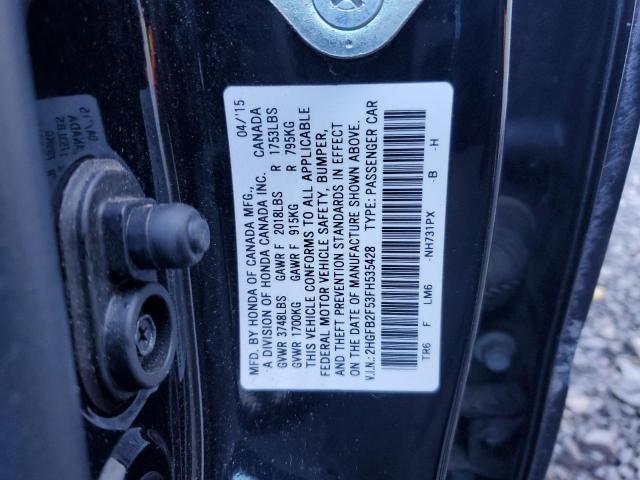 MFD. BY HONDA OF CANADA MFG., 04/'15
A DIVISION OF HONDA CANADA INC. CANADA
GVWR 3748LBS GAWR F 2018LBS R 1753LBS
GVWR 1700KG GAWR F 915KG R 795KG
THIS VEHICLE CONFORMS TO ALL APPLICABLE
FEDERAL MOTOR VEHICLE SAFETY, BUMPER,
AND THEFT PREVENTION STANDARDS IN EFFECT
ON THE DATE OF MANUFACTURE SHOWN ABOVE.
V.I.N.:2HGFB2F53FH535428 TYPE: PASSENGER CAR
TR6 F LM6 -NH731PX -B -H